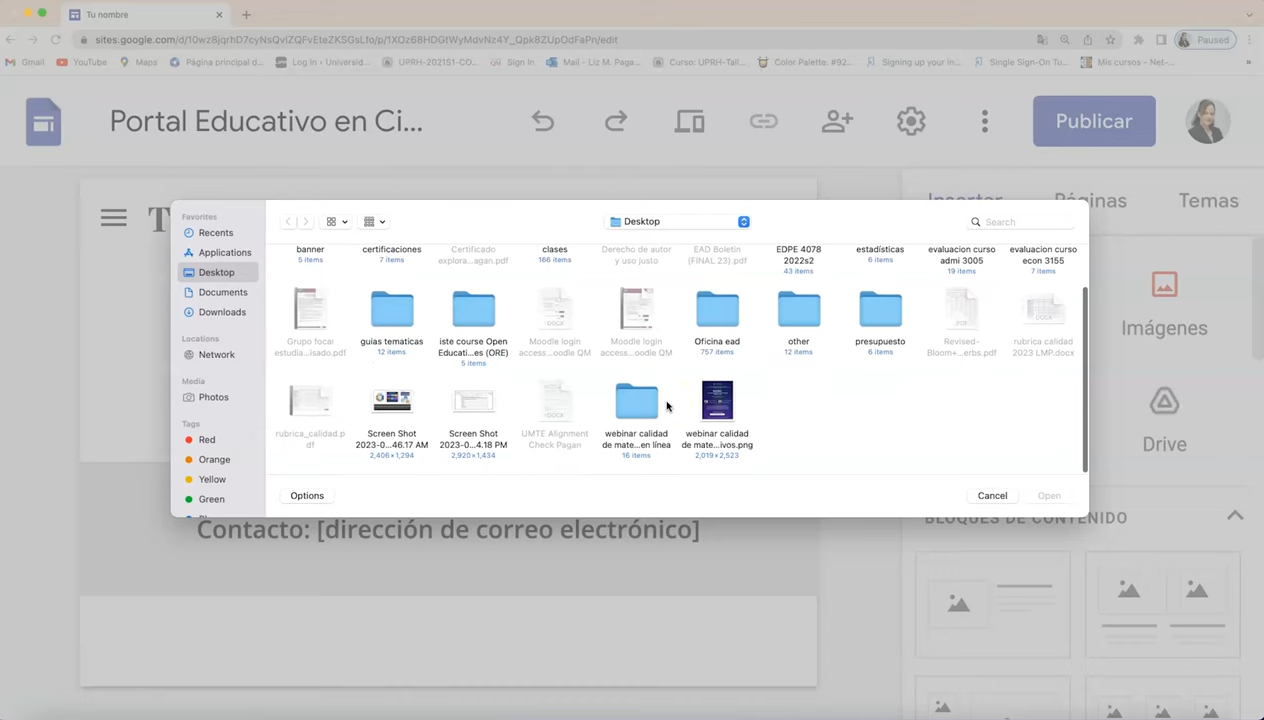 Tu nombre
sites.google.com/d/10wz8jqrhD7cyNsQvlZQFvEteZKSGsLfo/p/1XOz68HDGtWyMdvNz4Y_Qpk8ZUpOdFaPn/edit
Paused
Gmail
YouTube
Maps
Página principal d...
Log In ‹ Universid...
UPRH-2021S1-CO...
Sign In
Mail - Liz M. Paga...
Curso: UPRH-Tall...
Color Palette: #92...
Signing up your in...
Single Sign-On Tu...
Mis cursos - Net-...
»
Portal Educativo en Ci...
Publicar
Insertar
Páginas
Temas
T
Favorites
Recents
Applications
Desktop
Documents
Downloads
Locations
Network
Media
Photos
Tags
Red
Orange
Yellow
Green
Desktop
Search
banner
5 items
certificaciones
7 items
Certificado
explora...agan.pdf
clases
166 items
Derecho de autor
y uso justo
EAD Boletin
(FINAL 23).pdf
EDPE 4078
2022s2
43 items
estadísticas
6 items
evaluacion curso
admi 3005
19 items
evaluacion curso
econ 3155
7 items
Grupo focal
estudia...isado.pdf
guias tematicas
12 items
iste course Open
Educati...es (ORE)
5 items
Moodle login
access...oodle QM
Moodle login
access...oodle QM
Oficina ead
757 items
other
12 items
presupuesto
6 items
Revised-
Bloom+...erbs.pdf
rubrica calidad
2023 LMP.docx
rubrica_calidad.p
df
Screen Shot
2023-0...46.17 AM
2,406×1,294
Screen Shot
2023-0...4.18 PM
2,920×1,434
UMTE Alignment
Check Pagan
webinar calidad
de mate...en línea
16 items
webinar calidad
de mate...ivos.png
2,019×2,523
Options
Cancel
Open
Imágenes
Drive
BLOQUES DE CONTENIDO
Contacto: [dirección de correo electrónico]